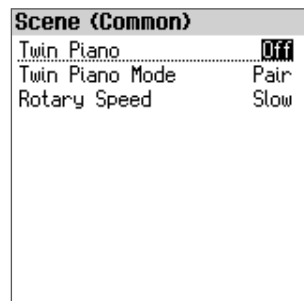 Scene (Common)
Twin Piano Off
Twin Piano Mode Pair
Rotary Speed Slow